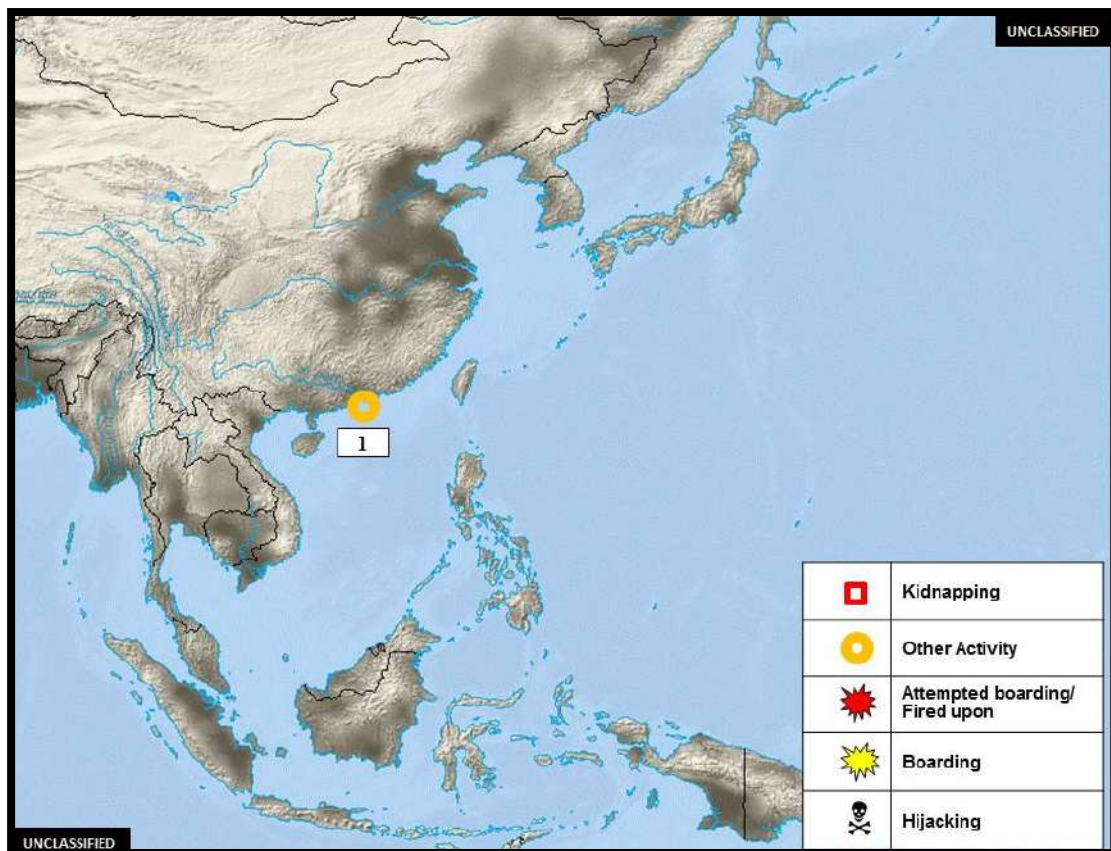 UNCLASSIFIED
1
Kidnapping
Other Activity
Attempted boarding/
Fired upon
Boarding
Hijacking
UNCLASSIFIED